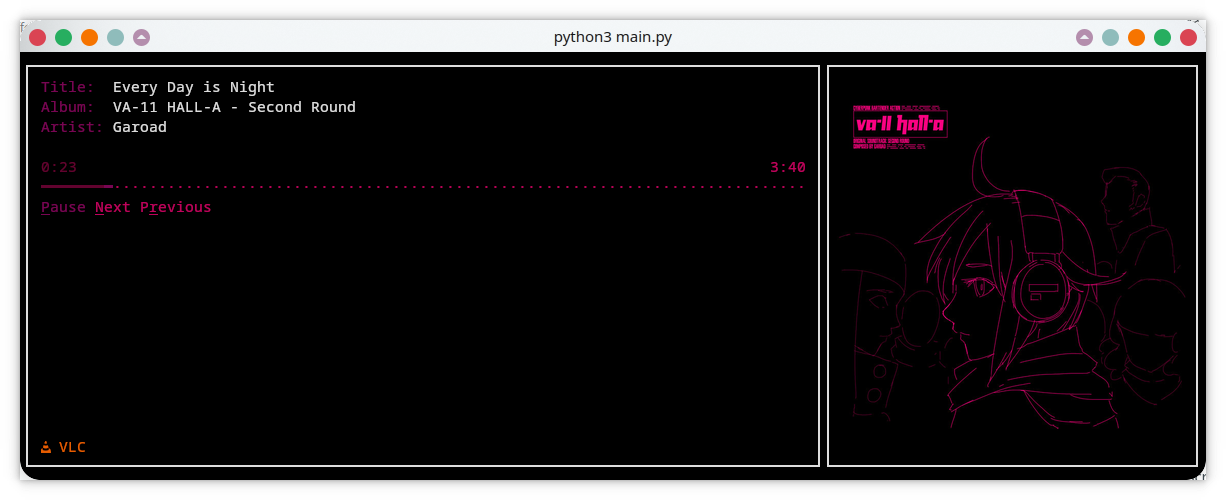 python3 main.py
Title: Every Day is Night
Album: VA-11 HALL-A - Second Round
Artist: Garoad
0:23 3:40
Pause Next Previous
VLC
va-11 hall-a